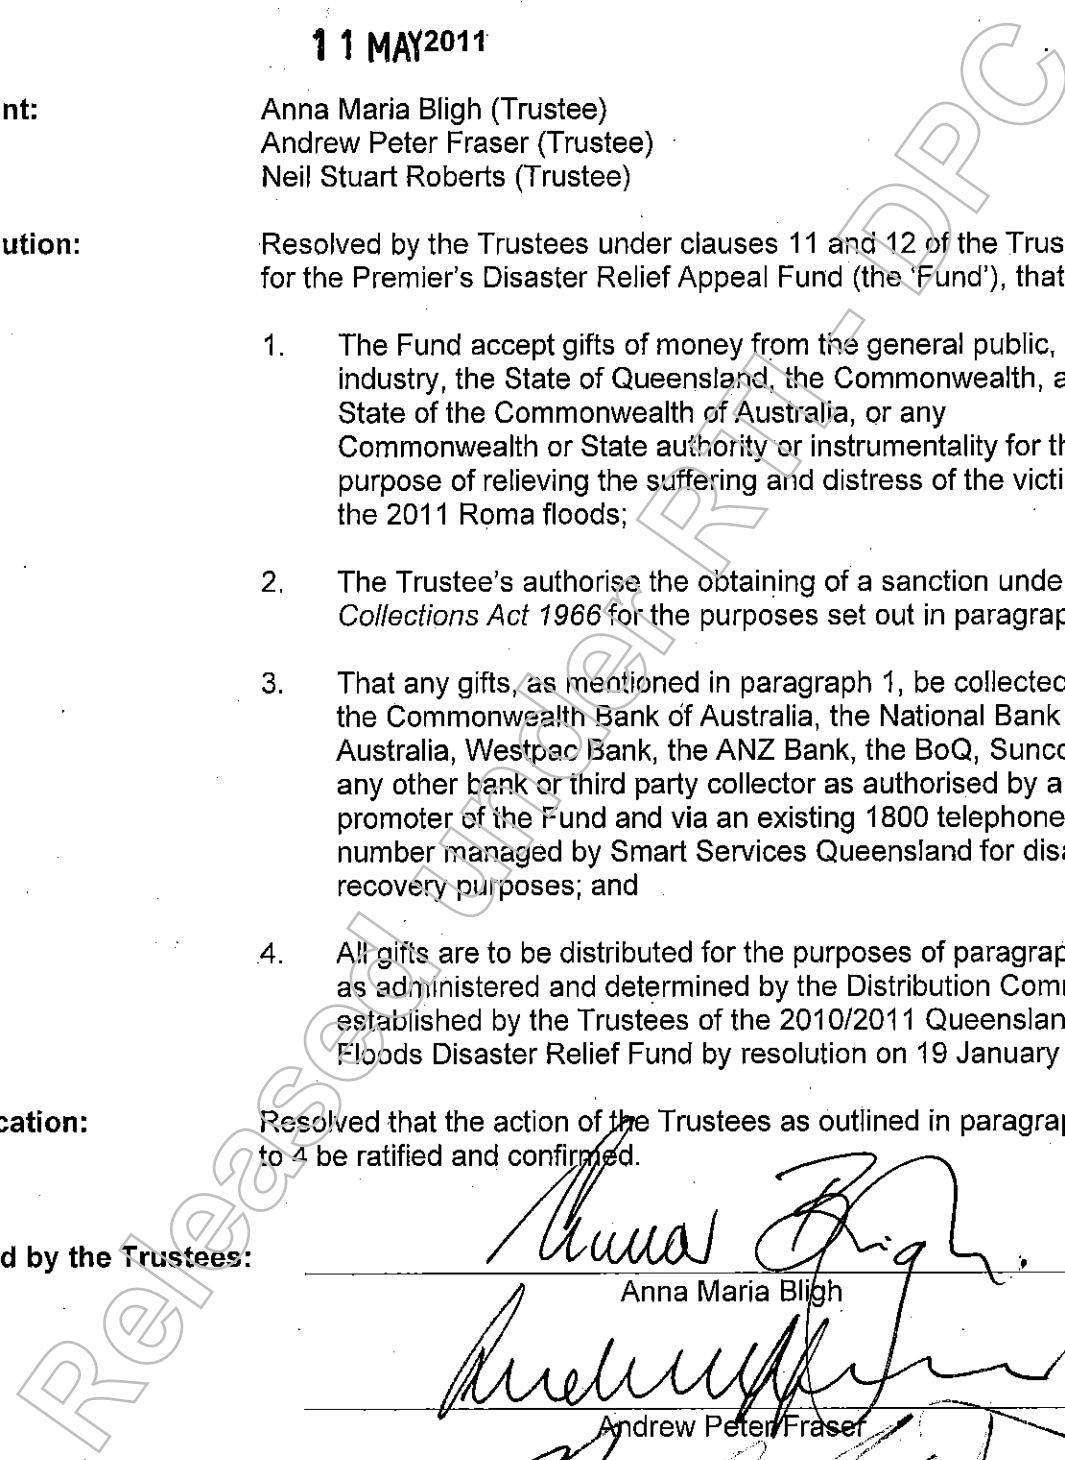 1 1 MAY 2011
nt: Anna Maria Bligh (Trustee)
Andrew Peter Fraser (Trustee)
Neil Stuart Roberts (Trustee)
ution: Resolved by the Trustees under clauses 11 and 12 of the Trus
for the Premier's Disaster Relief Appeal Fund (the 'Fund'), that
1. The Fund accept gifts of money from the general public,
industry, the State of Queensland, the Commonwealth, a
State of the Commonwealth of Australia, or any
Commonwealth or State authority or instrumentality for th
purpose of relieving the suffering and distress of the victi
the 2011 Roma floods;
2. The Trustee's authorise the obtaining of a sanction unde
Collections Act 1966 for the purposes set out in paragrap
3. That any gifts, as mentioned in paragraph 1, be collected
the Commonwealth Bank of Australia, the National Bank
Australia, Westpac Bank, the ANZ Bank, the BoQ, Sunco
any other bank or third party collector as authorised by a
promoter of the Fund and via an existing 1800 telephone
number managed by Smart Services Queensland for disa
recovery purposes; and
4. All gifts are to be distributed for the purposes of paragrap
as administered and determined by the Distribution Com
established by the Trustees of the 2010/2011 Queenslan
Floods Disaster Relief Fund by resolution on 19 January
cation: Resolved that the action of the Trustees as outlined in paragrap
to 4 be ratified and confirmed.
d by the Trustees: Anna Bligh.
Anna Maria Bligh
Andrew Peter Fraser
Released under RTI - DPC